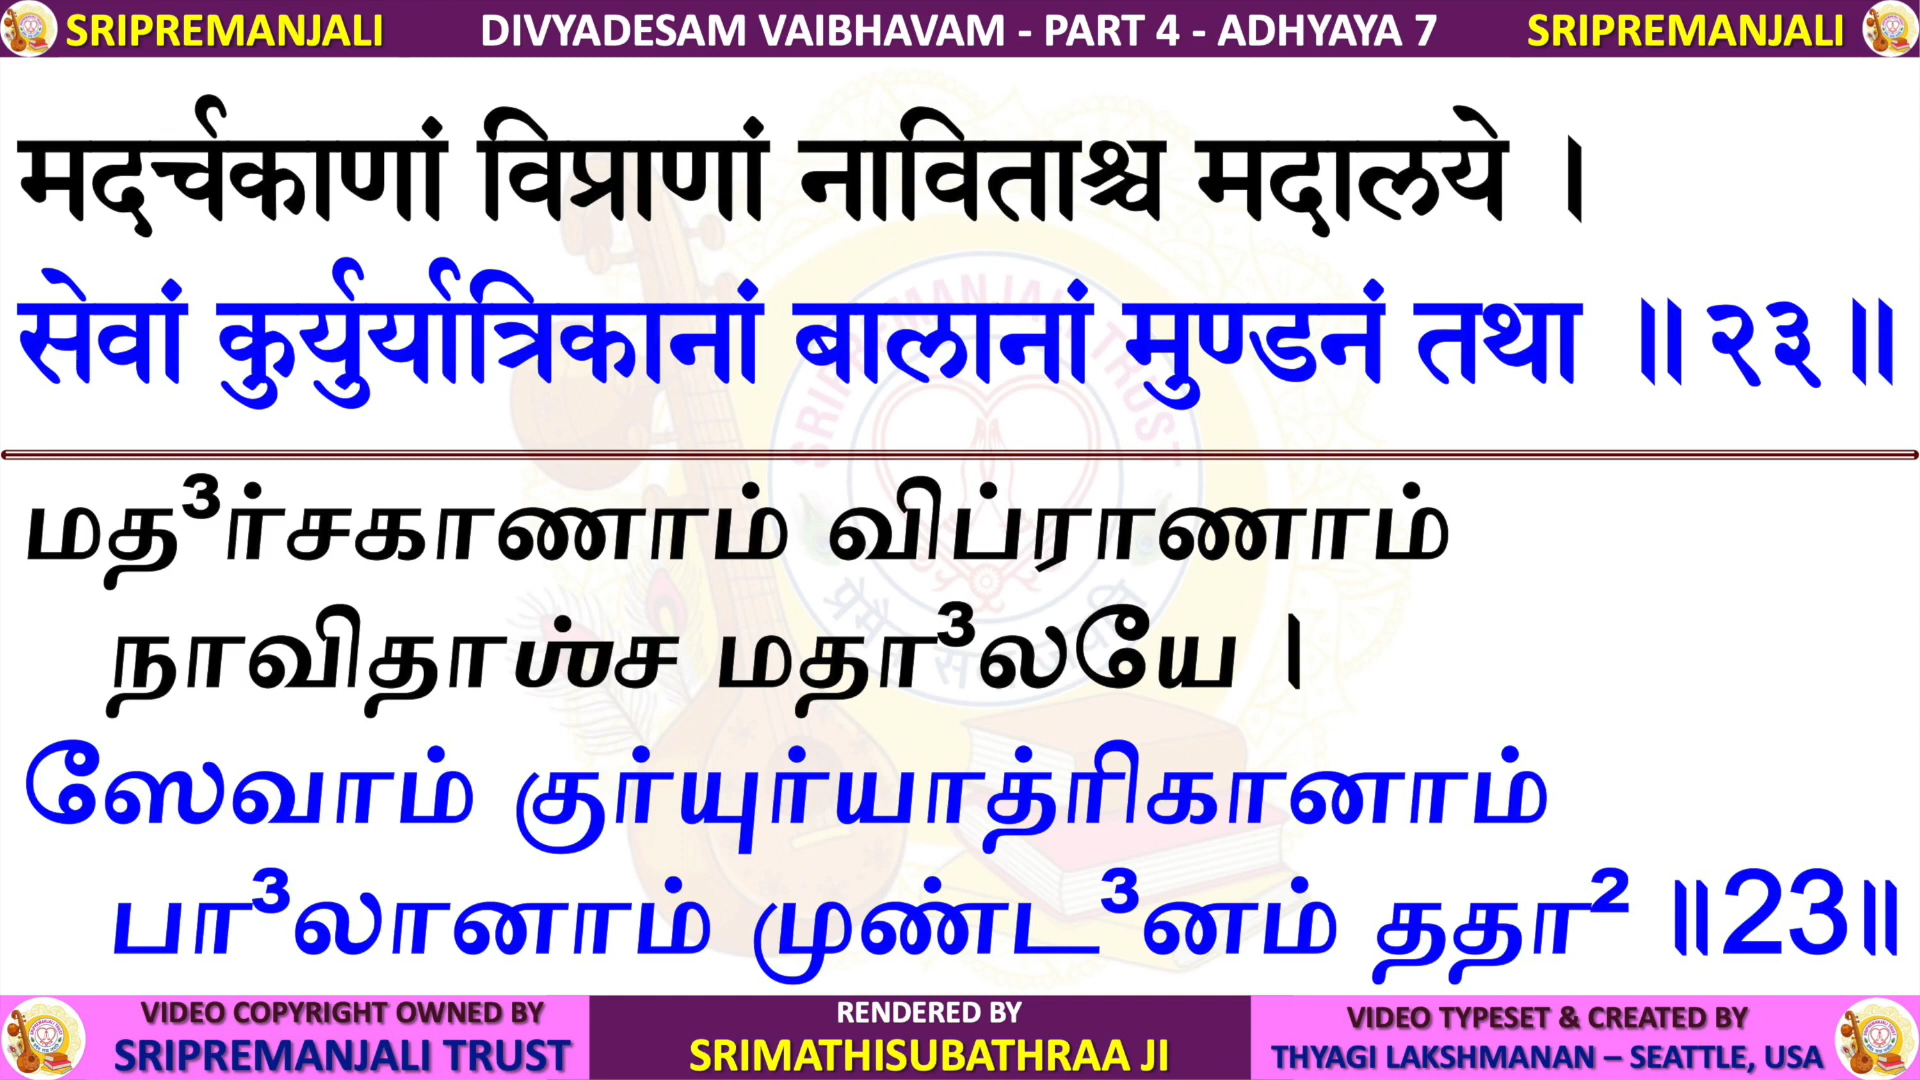 SRIPREMANJALI DIVYADESAM VAIBHAVAM - PART 4 - ADHYAYA 7 SRIPREMANJALI
मदर्चकाणां विप्राणां नाविताश्च मदालये ।
सेवां कुर्युर्यात्रिकानां बालानां मुण्डनं तथा ॥२३॥
மத³ர்சகாணாம் விப்ராணாம்
நாவிதாஶ்ச மதா³லயே ।
ஸேவாம் குர்யுர்யாத்ரிகானாம்
பா³லானாம் முண்ட³னம் ததா² ॥23॥
VIDEO COPYRIGHT OWNED BY
SRIPREMANJALI TRUST
RENDERED BY
SRIMATHISUBATHRAA JI
VIDEO TYPESET & CREATED BY
THYAGI LAKSHMANAN – SEATTLE, USA